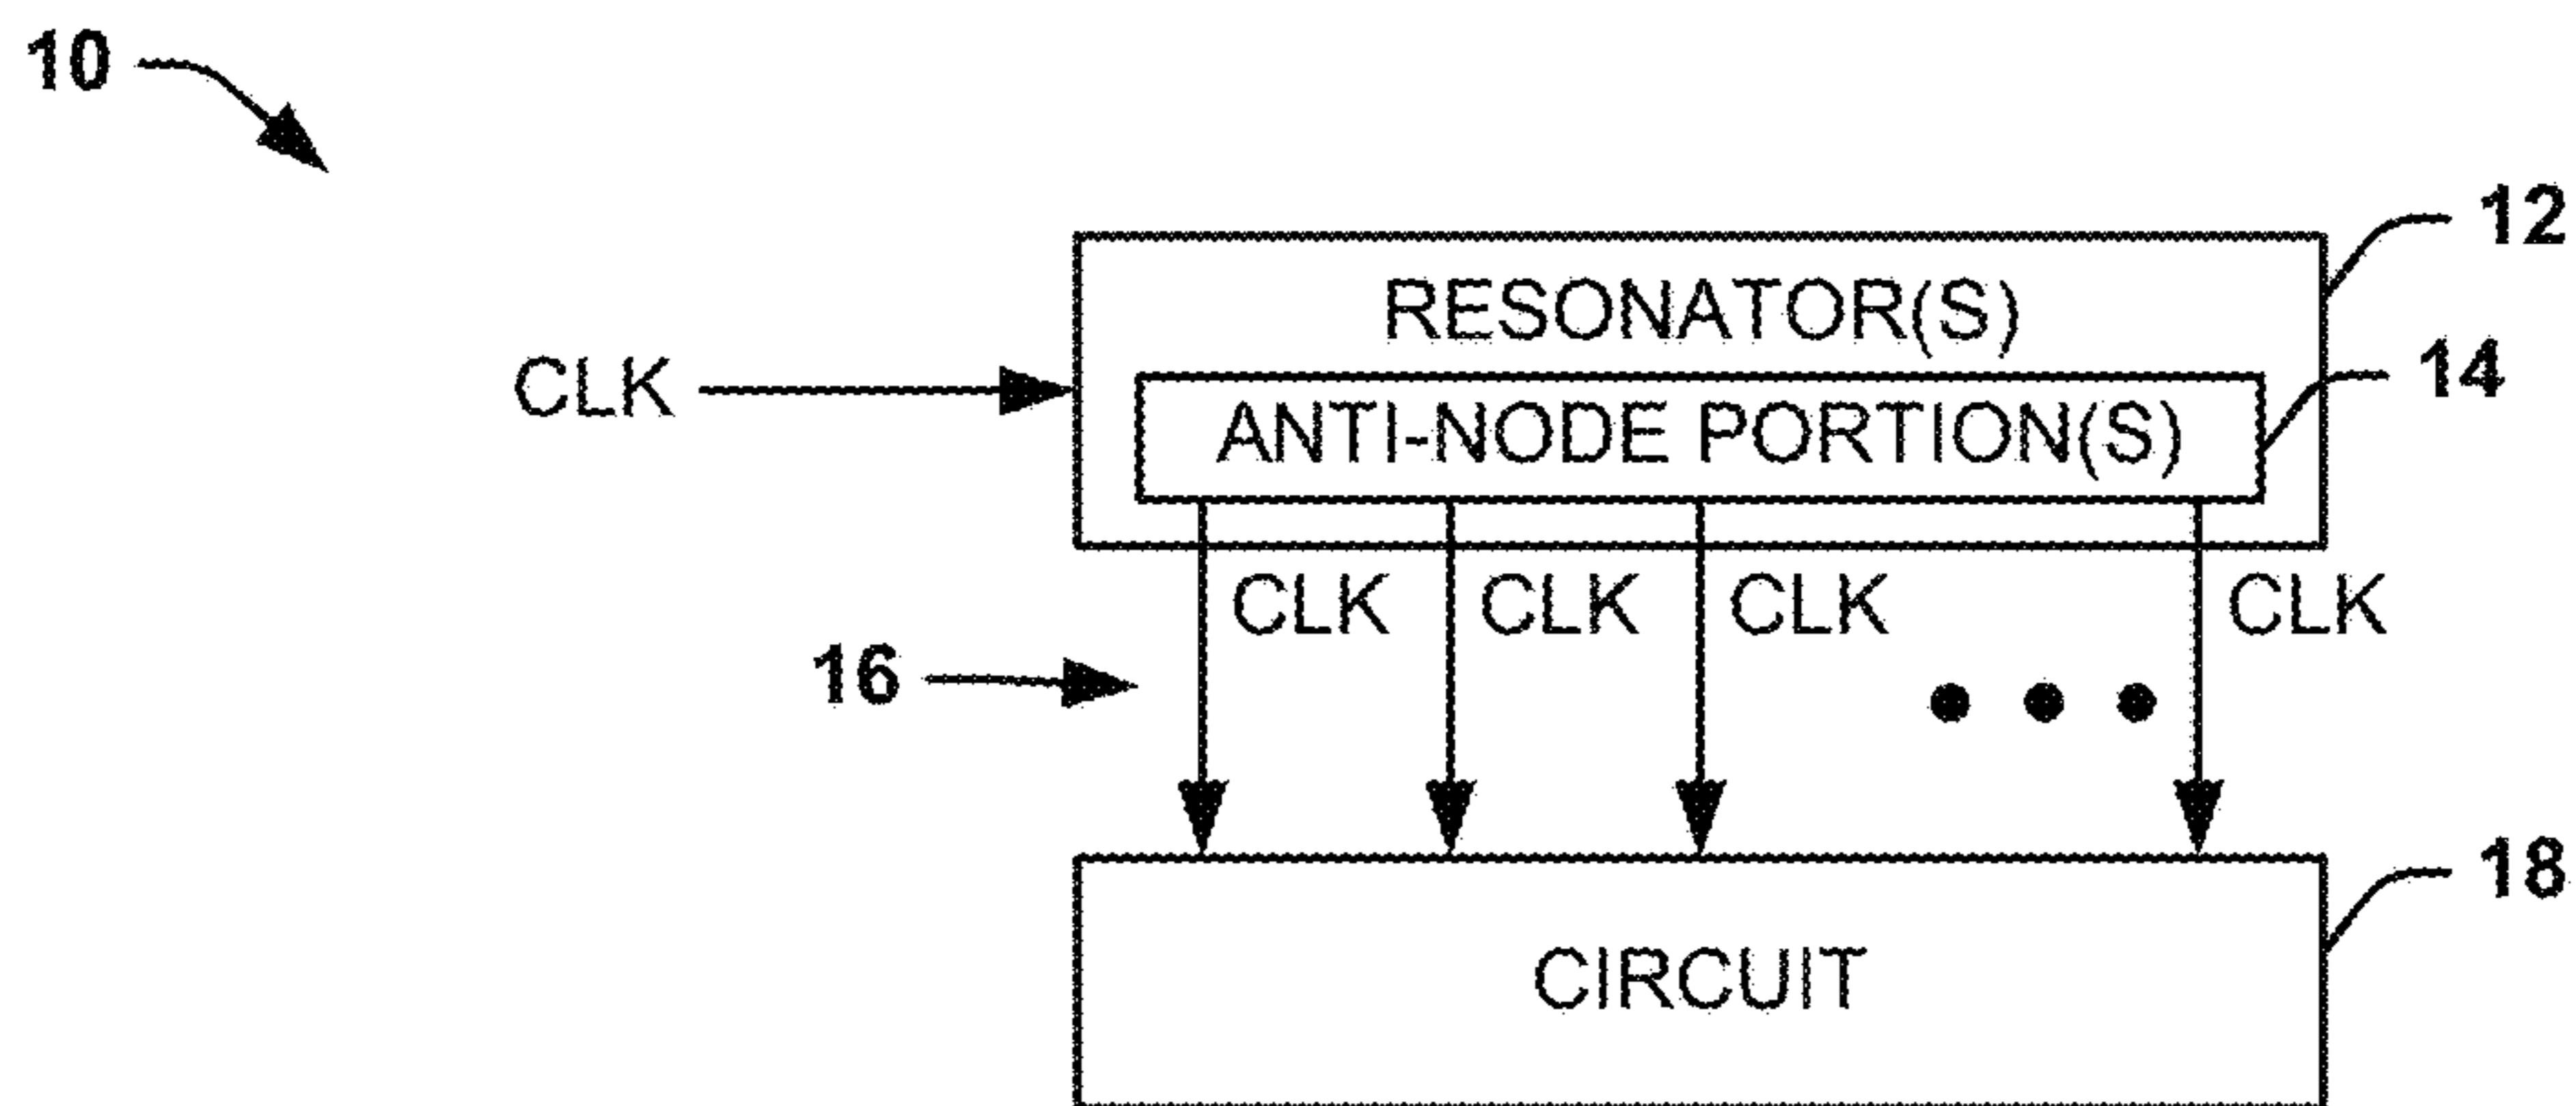 10
12
RESONATOR(S)
14
CLK
ANTI-NODE PORTION(S)
CLK CLK CLK CLK
16
18
CIRCUIT